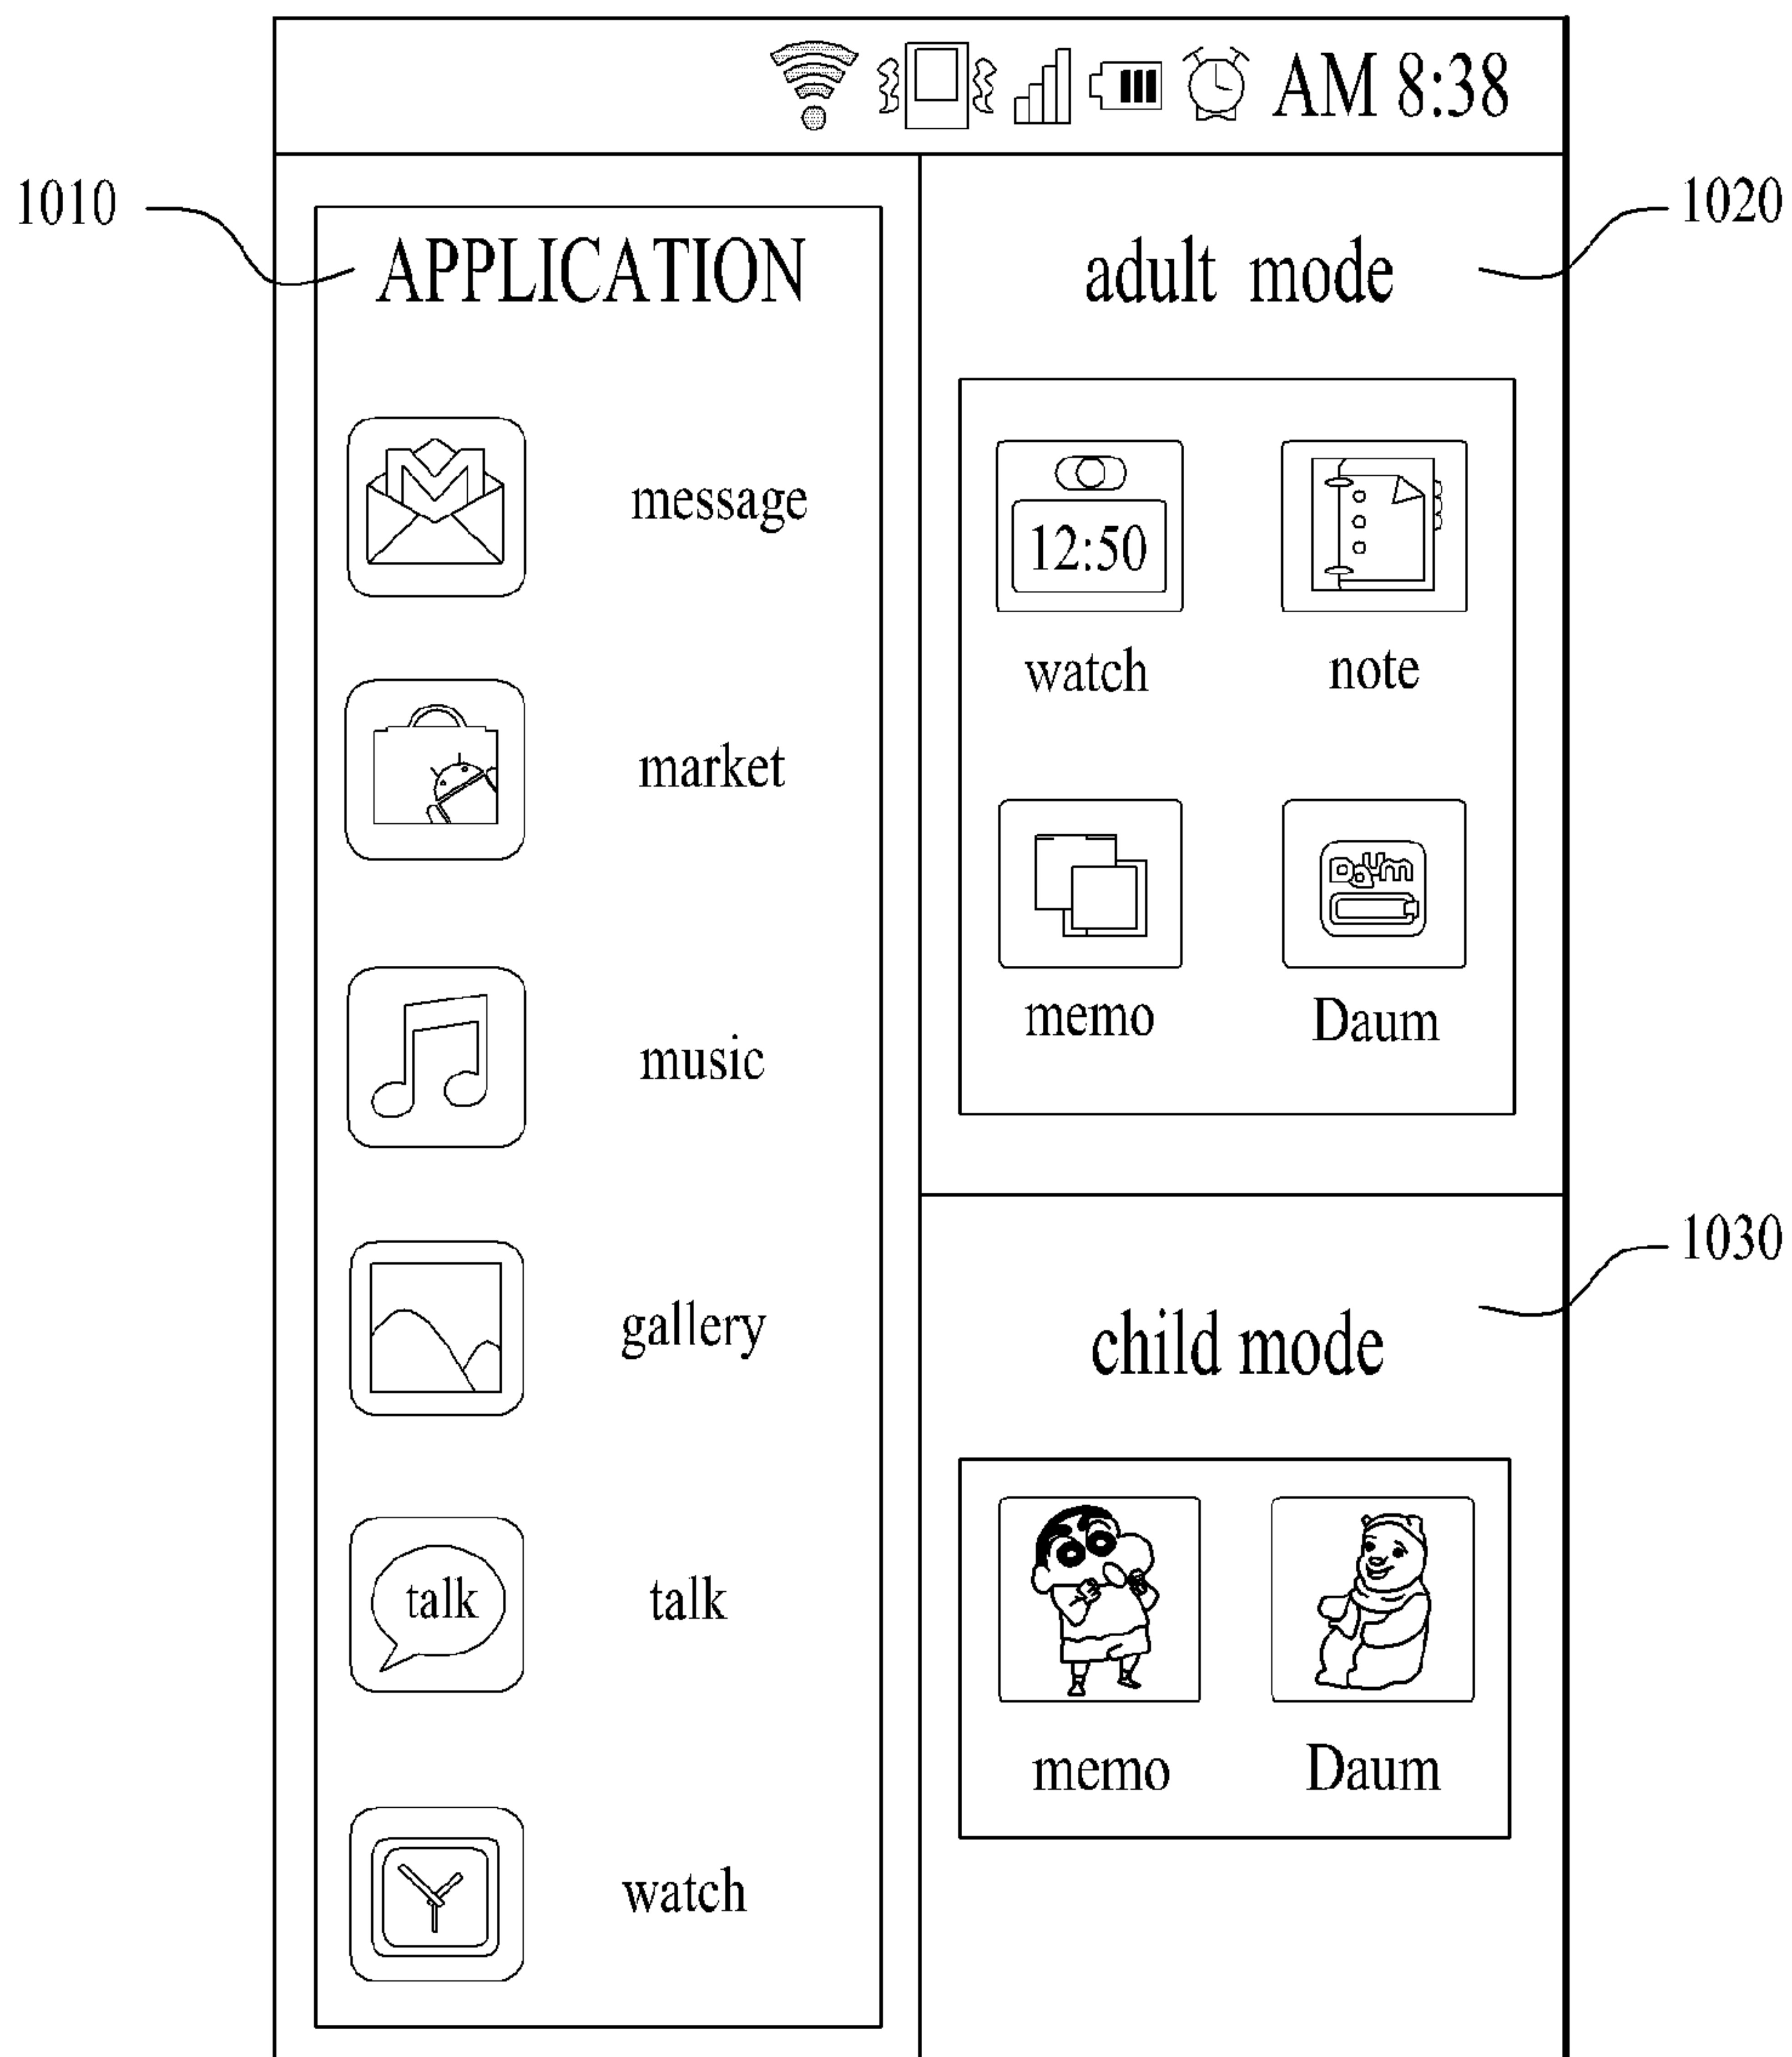 AM 8:38
1010
APPLICATION
message
market
music
gallery
talk
talk
watch
1020
adult mode
12:50
watch
note
Daum
memo
Daum
1030
child mode
memo
Daum